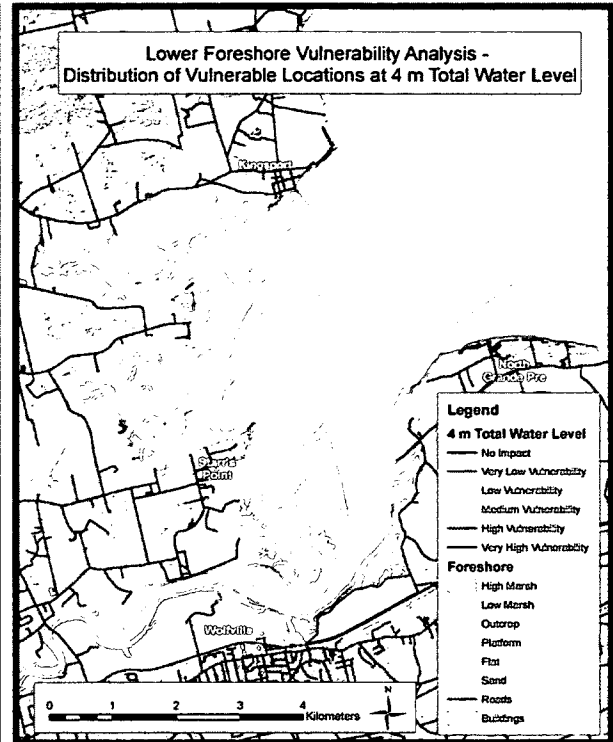 Lower Foreshore Vulnerability Analysis -
Distribution of Vulnerable Locations at 4 m Total Water Level
Kingsport
North
Grande Pre
Starr's
Point
Wolfville
Legend
4 m Total Water Level
No Impact
Very Low Vulnerability
Low Vulnerability
Medium Vulnerability
High Vulnerability
Very High Vulnerability
Foreshore
High Marsh
Low Marsh
Outcrop
Platform
Flat
Sand
Roads
Buildings
0 1 2 3 4
Kilometers
N